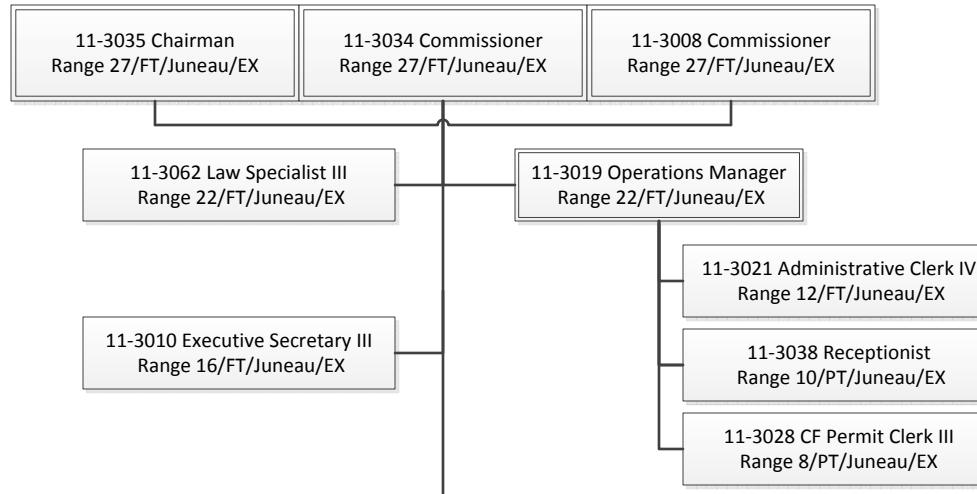 11-3035 Chairman
Range 27/FT/Juneau/EX
11-3034 Commissioner
Range 27/FT/Juneau/EX
11-3008 Commissioner
Range 27/FT/Juneau/EX
11-3062 Law Specialist III
Range 22/FT/Juneau/EX
11-3019 Operations Manager
Range 22/FT/Juneau/EX
11-3021 Administrative Clerk IV
Range 12/FT/Juneau/EX
11-3010 Executive Secretary III
Range 16/FT/Juneau/EX
11-3038 Receptionist
Range 10/PT/Juneau/EX
11-3028 CF Permit Clerk III
Range 8/PT/Juneau/EX